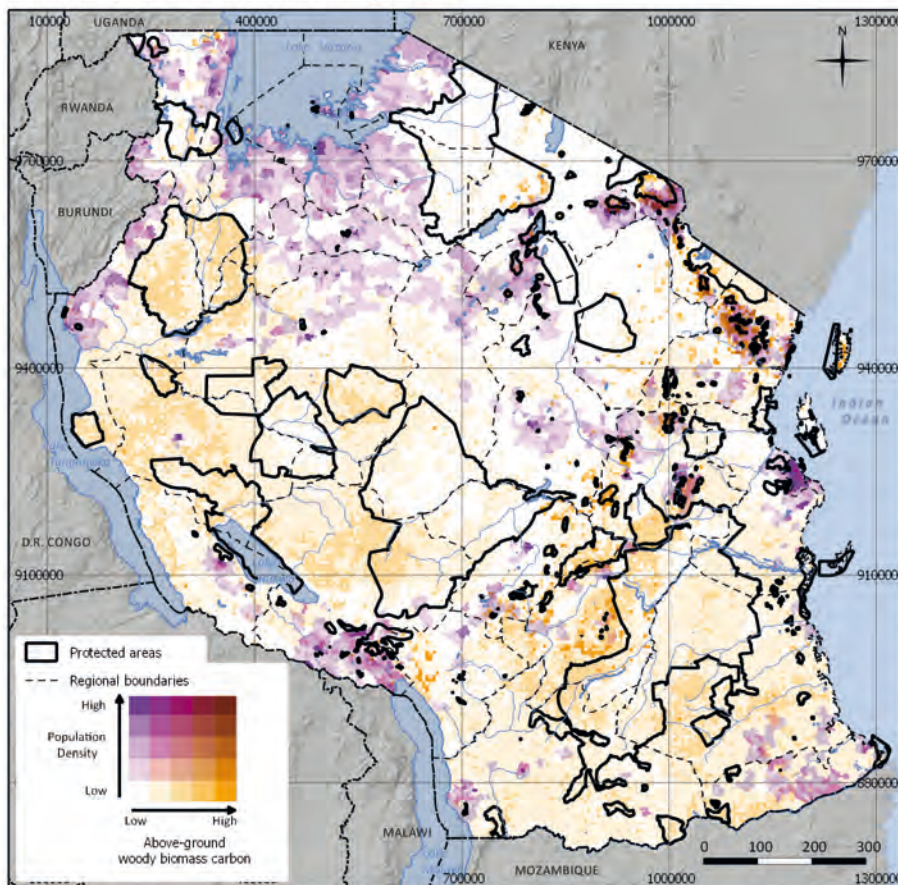 100000
400000
700000
1000000
1300000
UGANDA
KENYA
N
RWANDA
9700000
BURUNDI
9400000
9400000
Indian
Ocean
D.R. CONGO
9100000
9100000
Protected areas
Regional boundaries
High
Population
Density
Low
Low
High
Above-ground
woody biomass carbon
MALAWI
MOZAMBIQUE
0 100 200 300
700000
1000000